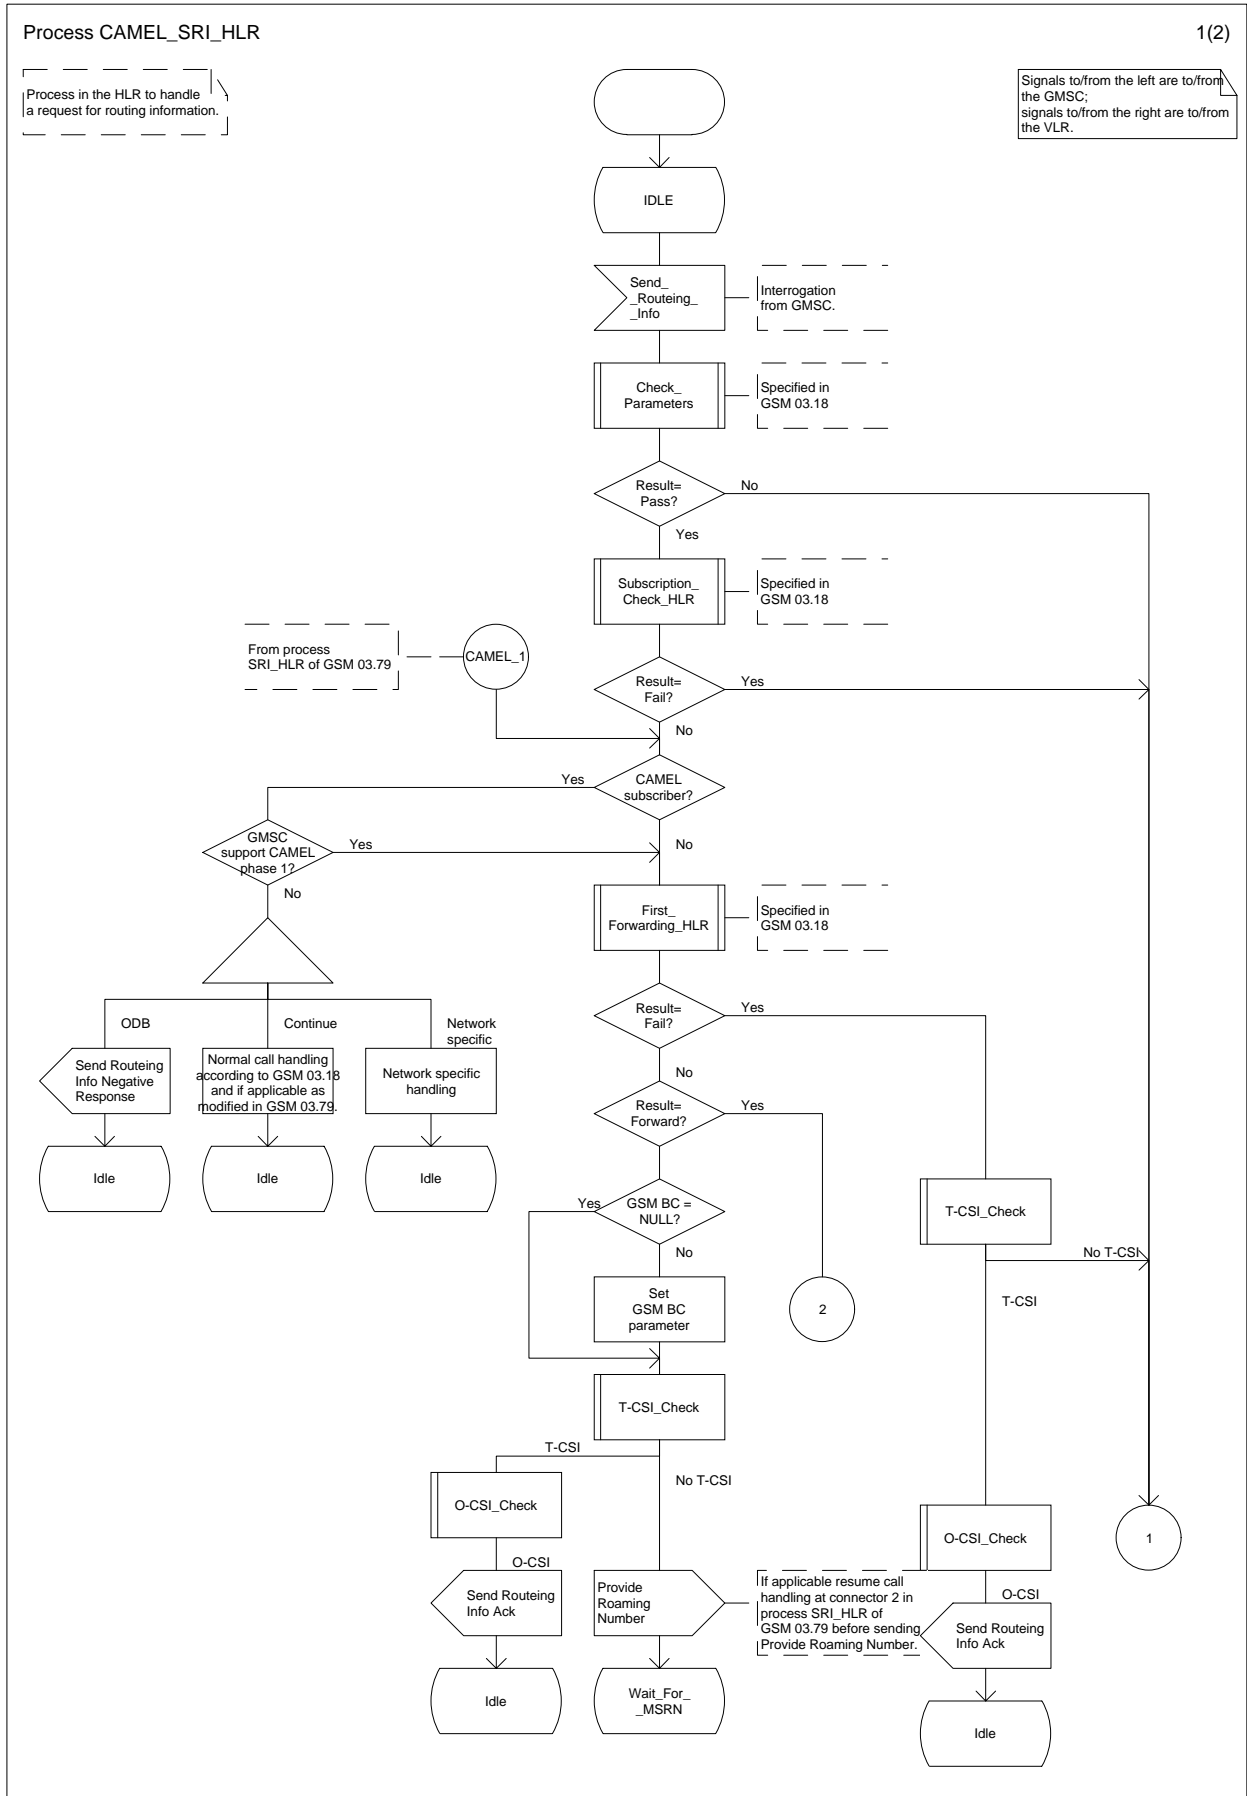 Process CAMEL_SRI_HLR
1(2)
Process in the HLR to handle
a request for routing information.
Signals to/from the left are to/from
the GMSC;
signals to/from the right are to/from
the VLR.
IDLE
Send_
_Routeing_
_Info
Interrogation
from GMSC.
Check_
Parameters
Specified in
GSM 03.18
Result=
Pass?
No
Yes
Subscription_
Check_HLR
Specified in
GSM 03.18
From process
SRI_HLR of GSM 03.79
CAMEL_1
Result=
Fail?
Yes
No
CAMEL
subscriber?
Yes
No
GMSC
support CAMEL
phase 1?
Yes
No
First_
Forwarding_HLR
Specified in
GSM 03.18
Result=
Fail?
Yes
No
ODB
Continue
Network
specific
Send Routeing
Info Negative
Response
Normal call handling
according to GSM 03.18
and if applicable as
modified in GSM 03.79.
Network specific
handling
Result=
Forward?
Yes
Idle
Idle
Idle
GSM BC =
NULL?
Yes
No
T-CSI_Check
No T-CSI
T-CSI
Set
GSM BC
parameter
2
T-CSI_Check
T-CSI
No T-CSI
O-CSI_Check
O-CSI
O-CSI_Check
1
O-CSI
Send Routeing
Info Ack
Provide
Roaming
Number
If applicable resume call
handling at connector 2 in
process SRI_HLR of
GSM 03.79 before sending
Provide Roaming Number.
Send Routeing
Info Ack
Idle
Wait_For_
_MSRN
Idle